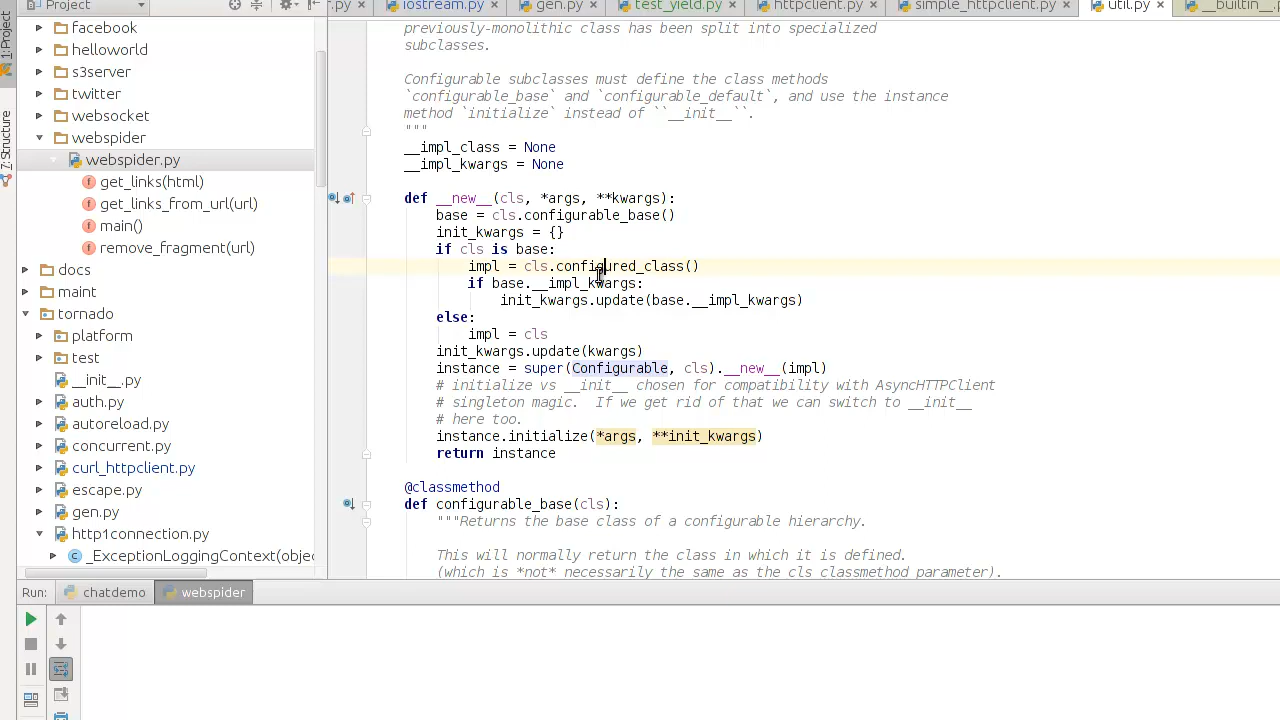 Project
r.py
iostream.py
gen.py
test_yield.py
httpclient.py
simple_httpclient.py
util.py
__builtin__.
1: Project
7: Structure
facebook
helloworld
s3server
twitter
websocket
webspider
webspider.py
get_links(html)
get_links_from_url(url)
main()
remove_fragment(url)
docs
maint
tornado
platform
test
__init__.py
auth.py
autoreload.py
concurrent.py
curl_httpclient.py
escape.py
gen.py
http1connection.py
_ExceptionLoggingContext(obje
previously-monolithic class has been split into specialized
subclasses.
Configurable subclasses must define the class methods
`configurable_base` and `configurable_default`, and use the instance
method `initialize` instead of ``__init__``.
"""
__impl_class = None
__impl_kwargs = None
def __new__(cls, *args, **kwargs):
base = cls.configurable_base()
init_kwargs = {}
if cls is base:
impl = cls.configured_class()
if base.__impl_kwargs:
init_kwargs.update(base.__impl_kwargs)
else:
impl = cls
init_kwargs.update(kwargs)
instance = super(Configurable, cls).__new__(impl)
# initialize vs __init__ chosen for compatibility with AsyncHTTPClient
# singleton magic.  If we get rid of that we can switch to __init__
# here too.
instance.initialize(*args, **init_kwargs)
return instance
@classmethod
def configurable_base(cls):
"""Returns the base class of a configurable hierarchy.
This will normally return the class in which it is defined.
(which is *not* necessarily the same as the cls classmethod parameter).
Run:
chatdemo
webspider